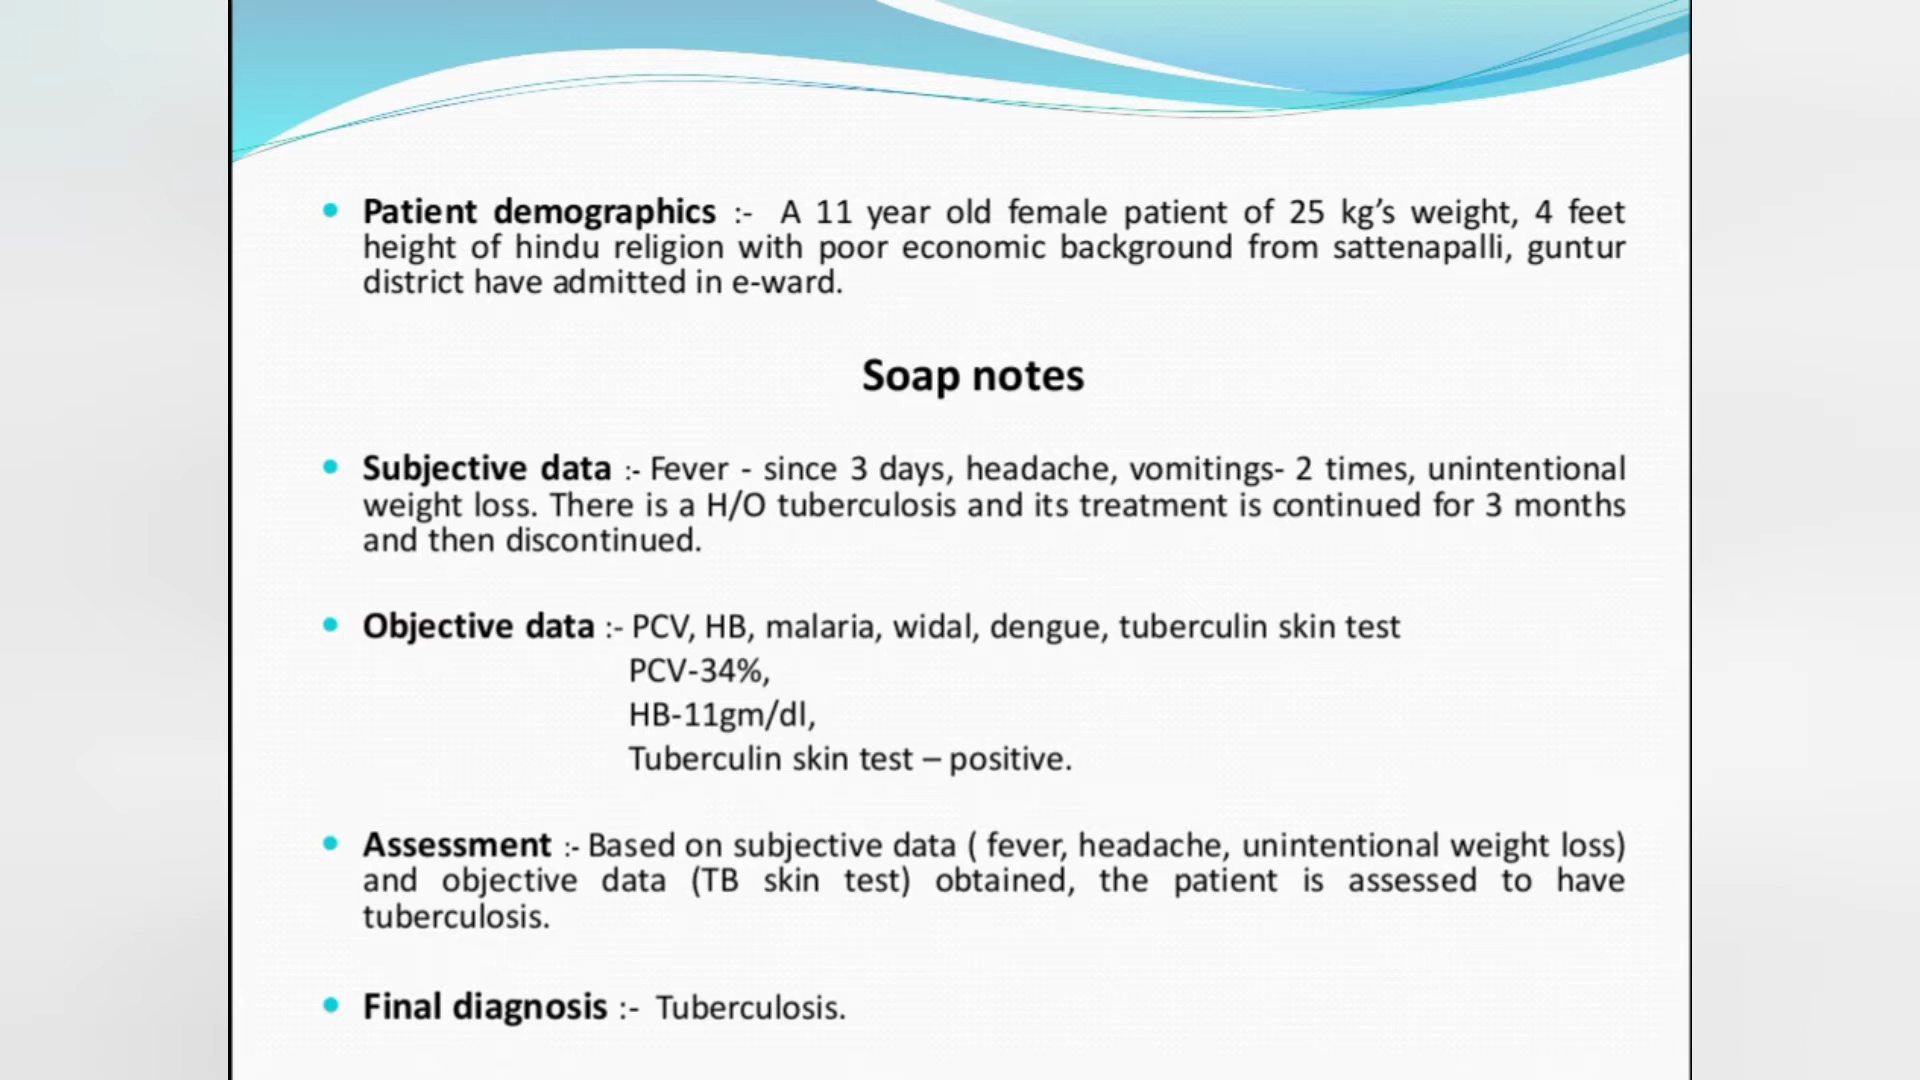 Patient demographics :- A 11 year old female patient of 25 kg’s weight, 4 feet
height of hindu religion with poor economic background from sattenapalli, guntur
district have admitted in e-ward.
Soap notes
Subjective data :- Fever - since 3 days, headache, vomitings- 2 times, unintentional
weight loss. There is a H/O tuberculosis and its treatment is continued for 3 months
and then discontinued.
Objective data :- PCV, HB, malaria, widal, dengue, tuberculin skin test
PCV-34%,
HB-11gm/dl,
Tuberculin skin test – positive.
Assessment :- Based on subjective data ( fever, headache, unintentional weight loss)
and objective data (TB skin test) obtained, the patient is assessed to have
tuberculosis.
Final diagnosis :- Tuberculosis.